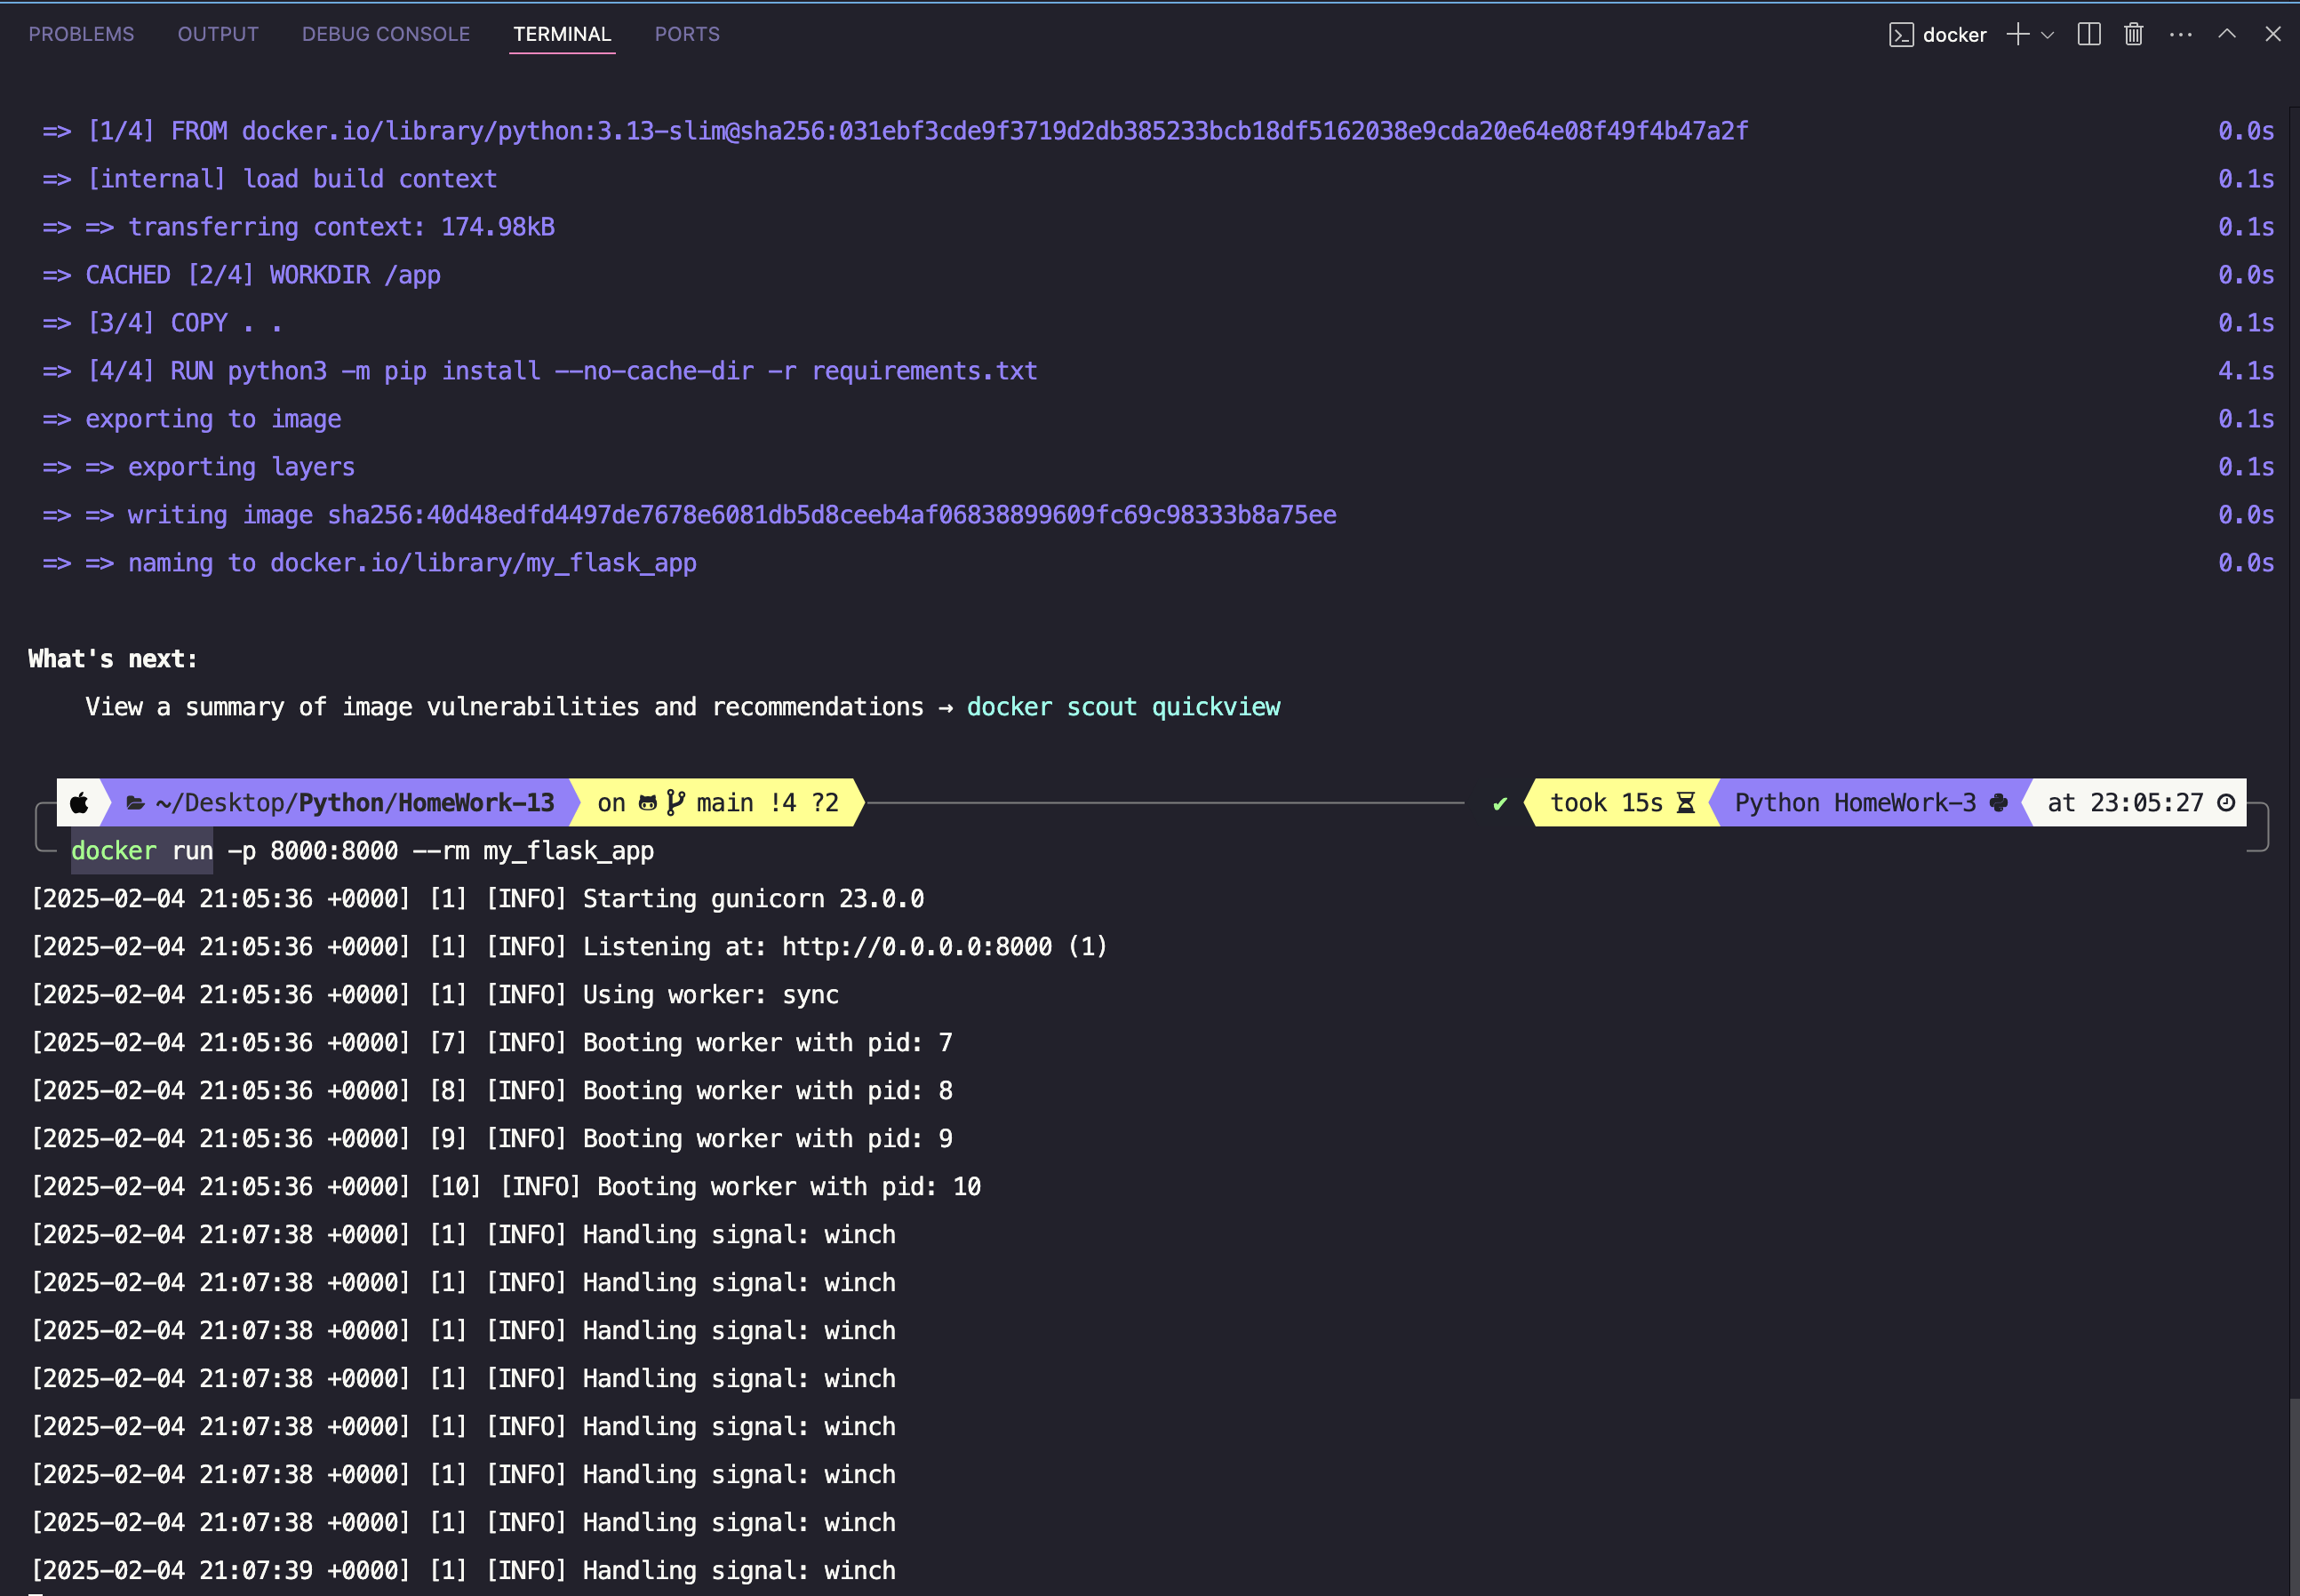 PROBLEMS OUTPUT DEBUG CONSOLE TERMINAL PORTS docker
=> [1/4] FROM docker.io/library/python:3.13-slim@sha256:031ebf3cde9f3719d2db385233bcb18df5162038e9cda20e64e08f49f4b47a2f 0.0s
=> [internal] load build context 0.1s
=> => transferring context: 174.98kB 0.1s
=> CACHED [2/4] WORKDIR /app 0.0s
=> [3/4] COPY . . 0.1s
=> [4/4] RUN python3 -m pip install --no-cache-dir -r requirements.txt 4.1s
=> exporting to image 0.1s
=> => exporting layers 0.1s
=> => writing image sha256:40d48edfd4497de7678e6081db5d8ceeb4af06838899609fc69c98333b8a75ee 0.0s
=> => naming to docker.io/library/my_flask_app 0.0s
What's next:
View a summary of image vulnerabilities and recommendations → docker scout quickview
~/Desktop/Python/HomeWork-13 on main !4 ?2 ✔ took 15s Python HomeWork-3 at 23:05:27
docker run -p 8000:8000 --rm my_flask_app
[2025-02-04 21:05:36 +0000] [1] [INFO] Starting gunicorn 23.0.0
[2025-02-04 21:05:36 +0000] [1] [INFO] Listening at: http://0.0.0.0:8000 (1)
[2025-02-04 21:05:36 +0000] [1] [INFO] Using worker: sync
[2025-02-04 21:05:36 +0000] [7] [INFO] Booting worker with pid: 7
[2025-02-04 21:05:36 +0000] [8] [INFO] Booting worker with pid: 8
[2025-02-04 21:05:36 +0000] [9] [INFO] Booting worker with pid: 9
[2025-02-04 21:05:36 +0000] [10] [INFO] Booting worker with pid: 10
[2025-02-04 21:07:38 +0000] [1] [INFO] Handling signal: winch
[2025-02-04 21:07:38 +0000] [1] [INFO] Handling signal: winch
[2025-02-04 21:07:38 +0000] [1] [INFO] Handling signal: winch
[2025-02-04 21:07:38 +0000] [1] [INFO] Handling signal: winch
[2025-02-04 21:07:38 +0000] [1] [INFO] Handling signal: winch
[2025-02-04 21:07:38 +0000] [1] [INFO] Handling signal: winch
[2025-02-04 21:07:38 +0000] [1] [INFO] Handling signal: winch
[2025-02-04 21:07:39 +0000] [1] [INFO] Handling signal: winch